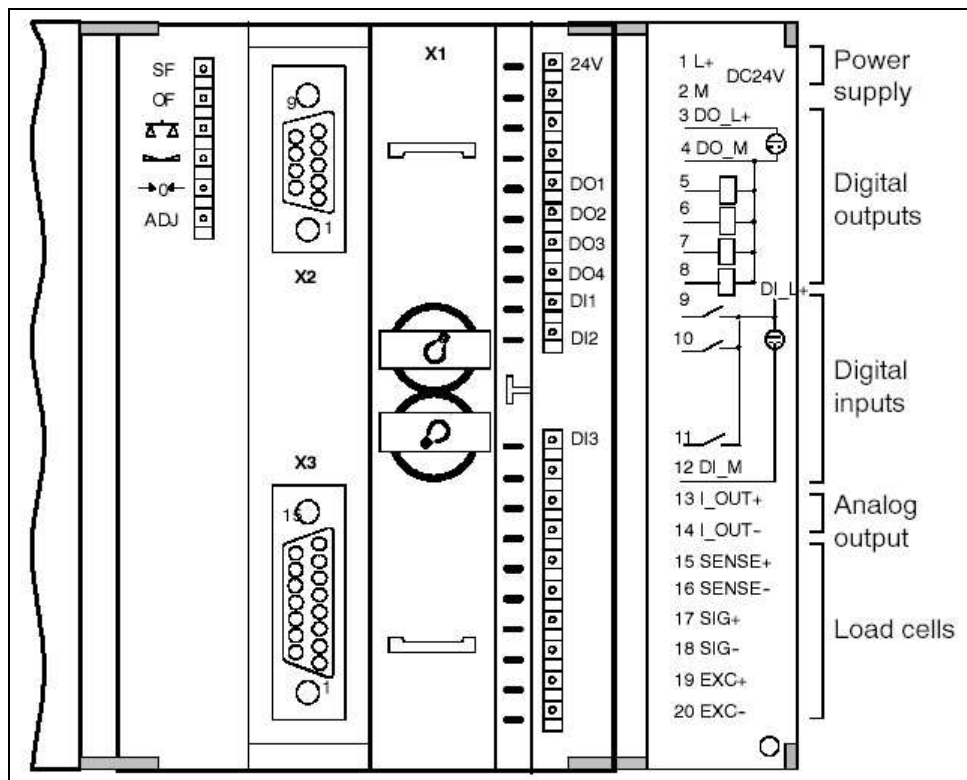 SF
OF
→0←
ADJ
9
1
X2
X3
15
1
X1
24V
DO1
DO2
DO3
DO4
DI1
DI2
DI3
1 L+
DC24V
2 M
3 DO_L+
4 DO_M
5
6
7
8
DI_L+
9
10
11
12 DI_M
13 I_OUT+
14 I_OUT-
15 SENSE+
16 SENSE-
17 SIG+
18 SIG-
19 EXC+
20 EXC-
Power
supply
Digital
outputs
Digital
inputs
Analog
output
Load cells